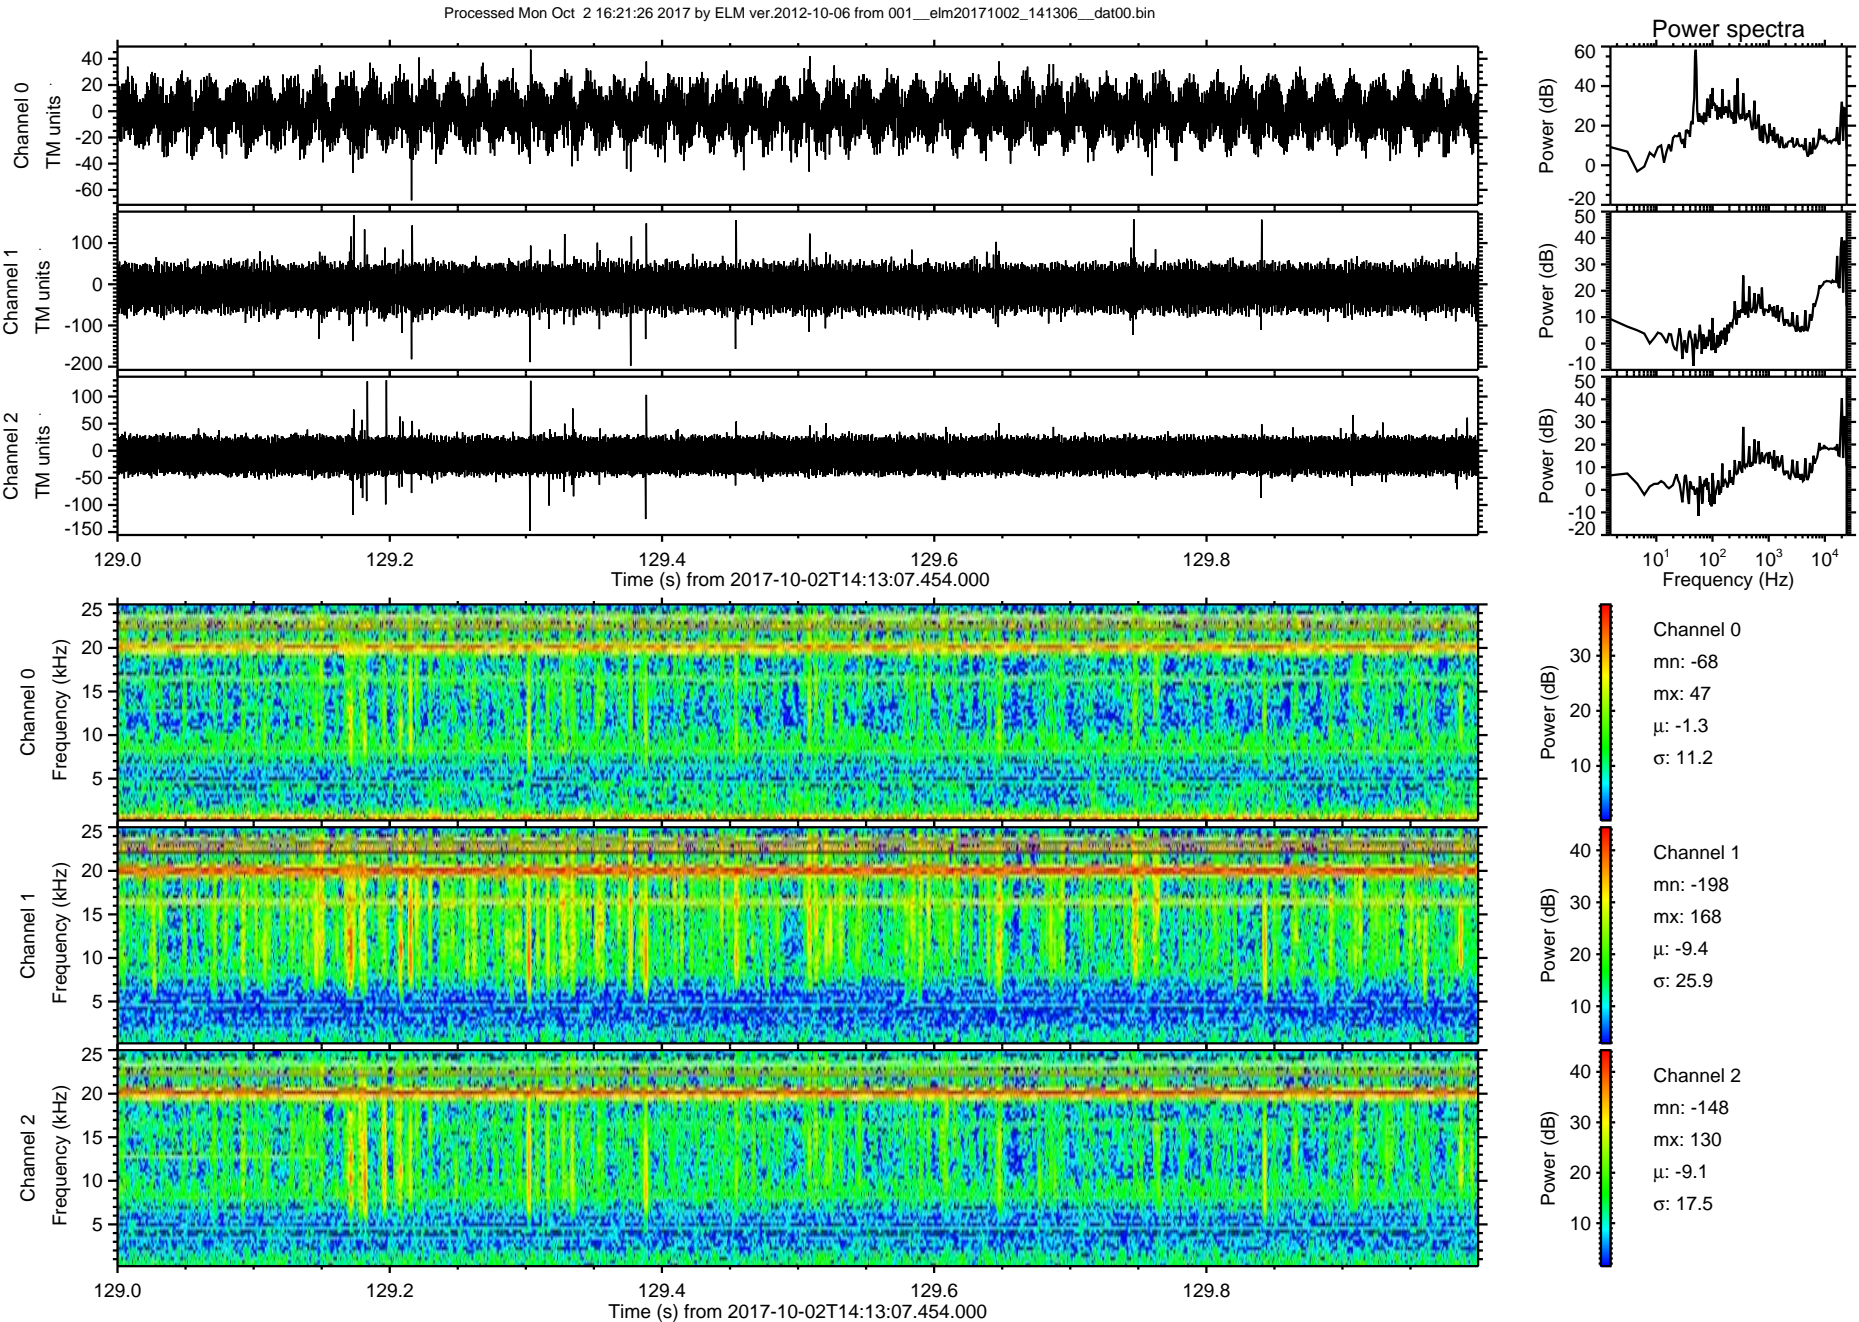 Processed Mon Oct  2 16:21:26 2017 by ELM ver.2012-10-06 from 001__elm20171002_141306__dat00.bin
Power spectra
Channel 0
TM units
40
20
0
-20
-40
-60
Power (dB)
60
40
20
0
-20
Channel 1
TM units
100
0
-100
-200
Power (dB)
50
40
30
20
10
0
-10
Channel 2
TM units
100
50
0
-50
-100
-150
Power (dB)
50
40
30
20
10
0
-10
-20
129.0 129.2 129.4 129.6 129.8
Time (s) from 2017-10-02T14:13:07.454.000
10^1 10^2 10^3 10^4
Frequency (Hz)
Channel 0
Frequency (kHz)
25
20
15
10
5
Power (dB)
30
20
10
Channel 0
mn: -68
mx: 47
μ: -1.3
σ: 11.2
Channel 1
Frequency (kHz)
25
20
15
10
5
Power (dB)
40
30
20
10
Channel 1
mn: -198
mx: 168
μ: -9.4
σ: 25.9
Channel 2
Frequency (kHz)
25
20
15
10
5
Power (dB)
40
30
20
10
Channel 2
mn: -148
mx: 130
μ: -9.1
σ: 17.5
129.0 129.2 129.4 129.6 129.8
Time (s) from 2017-10-02T14:13:07.454.000